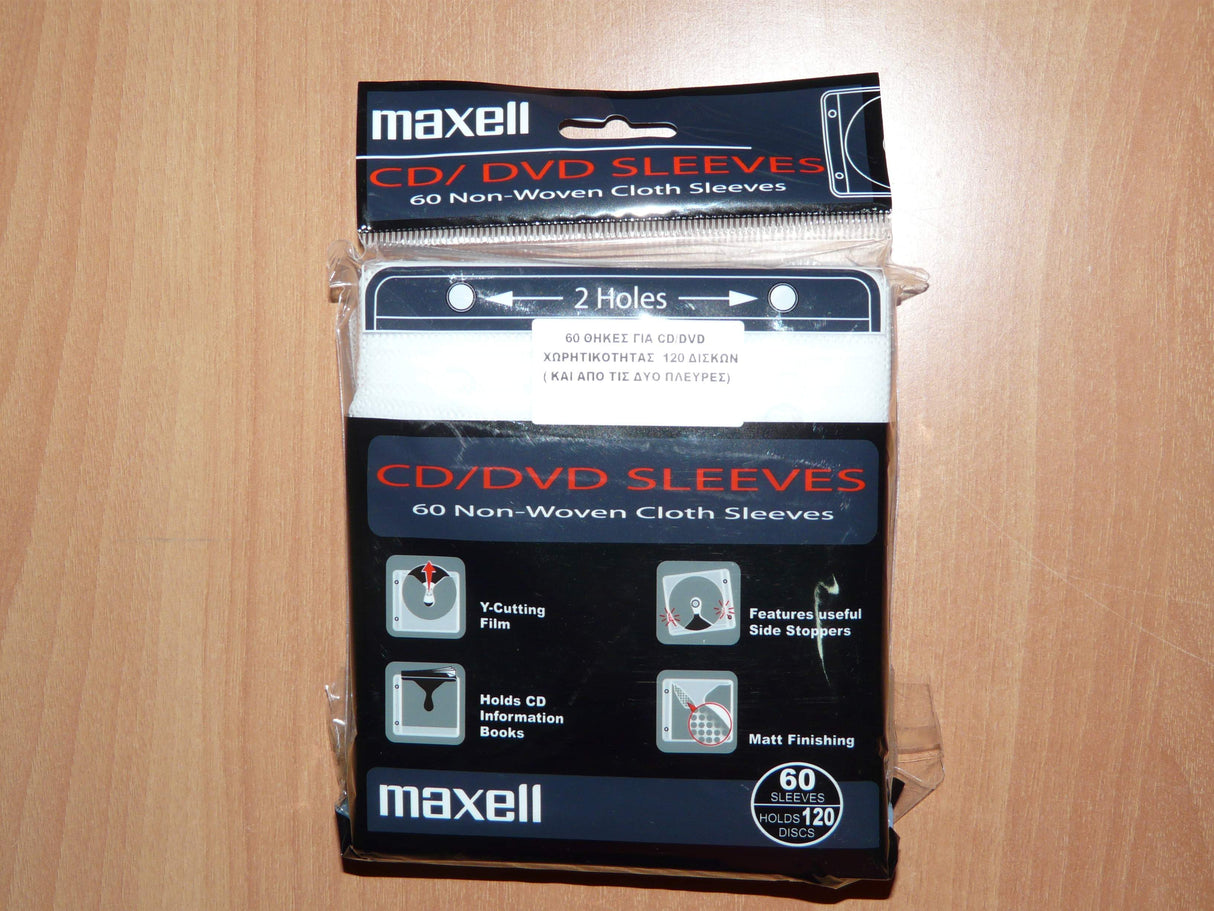 maxell
CD/ DVD SLEEVES
60 Non-Woven Cloth Sleeves
2 Holes
60 ΘΗΚΕΣ ΓΙΑ CD/DVD
ΧΩΡΗΤΙΚΟΤΗΤΑΣ 120 ΔΙΣΚΩΝ
( ΚΑΙ ΑΠΟ ΤΙΣ ΔΥΟ ΠΛΕΥΡΕΣ)
CD/DVD SLEEVES
60 Non-Woven Cloth Sleeves
Y-Cutting
Film
Features useful
Side Stoppers
Holds CD
Information
Books
Matt Finishing
maxell
60
SLEEVES
HOLDS 120
DISCS